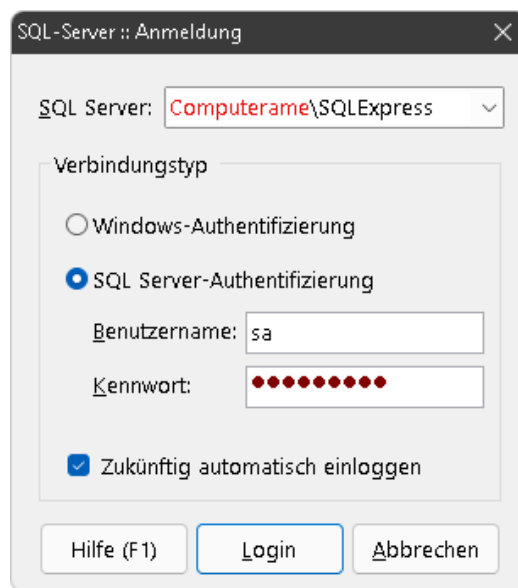 SQL-Server :: Anmeldung
SQL Server: Computerame\SQLExpress
Verbindungstyp
Windows-Authentifizierung
SQL Server-Authentifizierung
Benutzername: sa
Kennwort: ●●●●●●●●●
Zukünftig automatisch einloggen
Hilfe (F1) Login Abbrechen